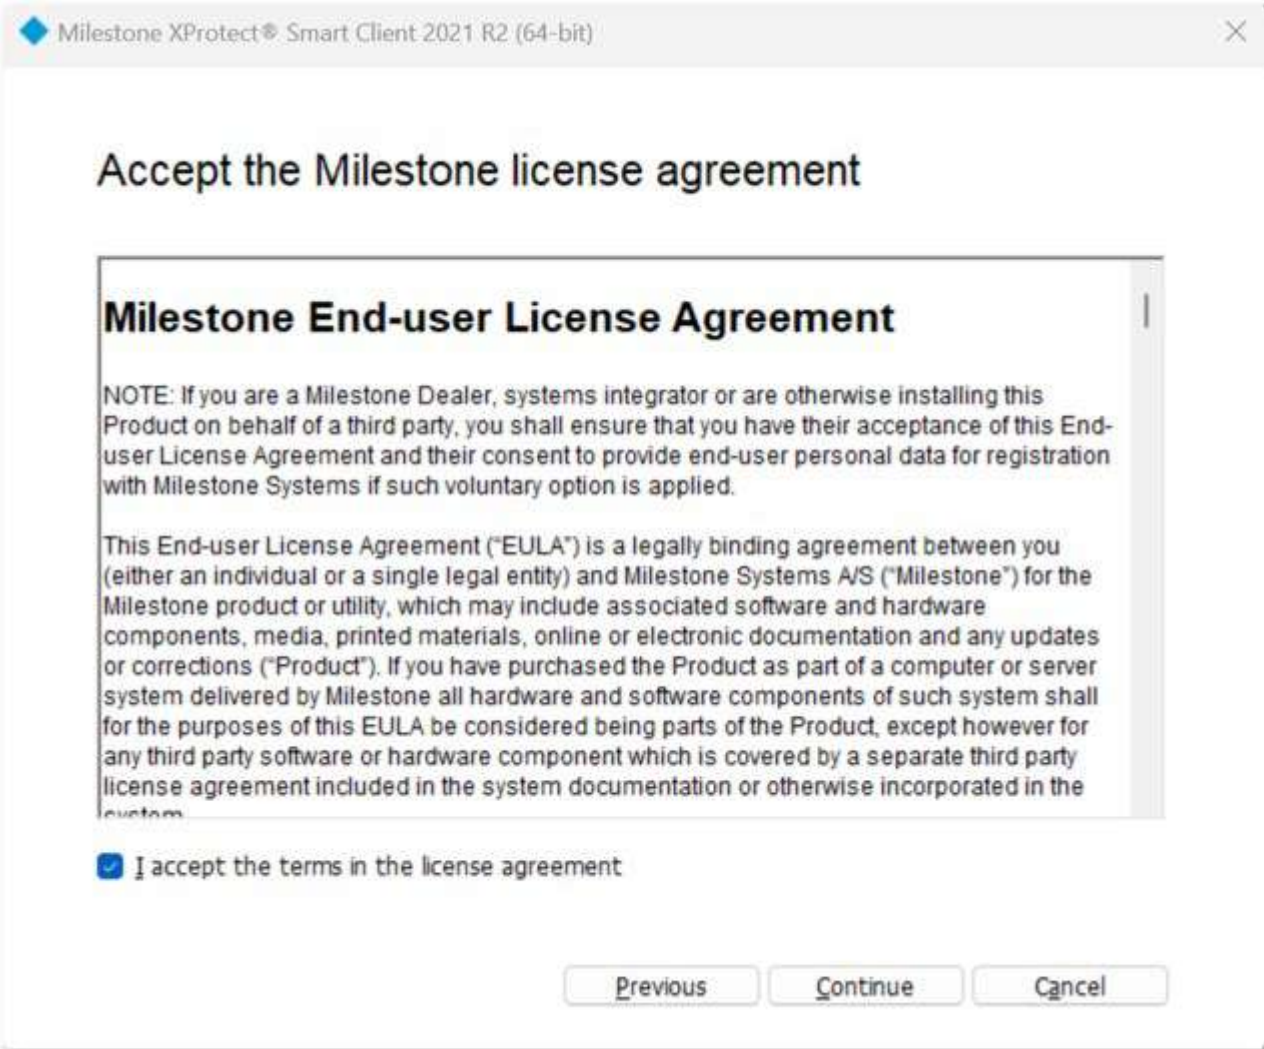 Milestone XProtect® Smart Client 2021 R2 (64-bit)
Accept the Milestone license agreement
Milestone End-user License Agreement
NOTE: If you are a Milestone Dealer, systems integrator or are otherwise installing this
Product on behalf of a third party, you shall ensure that you have their acceptance of this End-
user License Agreement and their consent to provide end-user personal data for registration
with Milestone Systems if such voluntary option is applied.
This End-user License Agreement (“EULA”) is a legally binding agreement between you
(either an individual or a single legal entity) and Milestone Systems A/S (“Milestone”) for the
Milestone product or utility, which may include associated software and hardware
components, media, printed materials, online or electronic documentation and any updates
or corrections (“Product”). If you have purchased the Product as part of a computer or server
system delivered by Milestone all hardware and software components of such system shall
for the purposes of this EULA be considered being parts of the Product, except however for
any third party software or hardware component which is covered by a separate third party
license agreement included in the system documentation or otherwise incorporated in the
system.
I accept the terms in the license agreement
Previous
Continue
Cancel